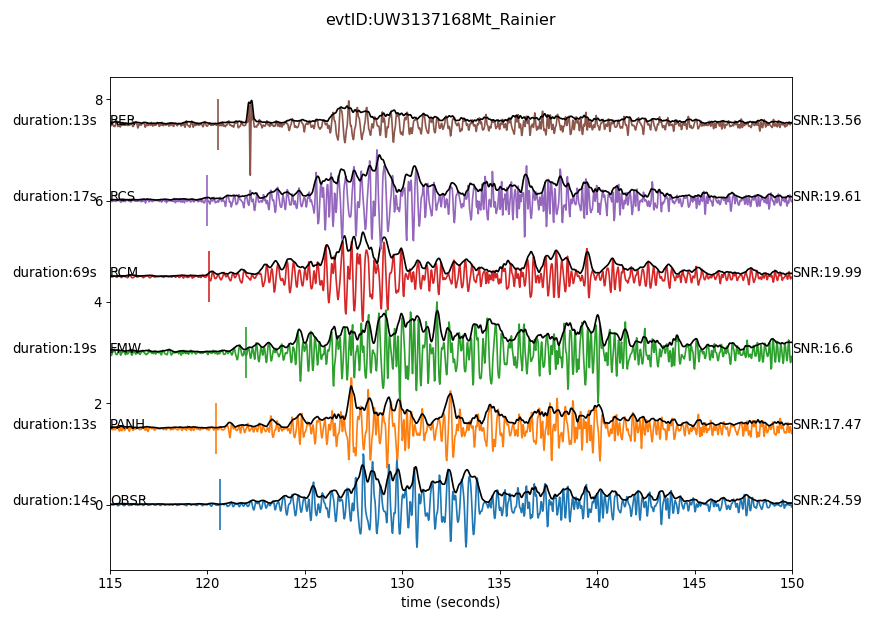 evtID:UW3137168Mt_Rainier
8
duration:13s RER SNR:13.56
duration:17s RCS SNR:19.61
6
duration:69s RCM SNR:19.99
4
duration:19s FMW SNR:16.6
2
duration:13s PANH SNR:17.47
duration:14s OBSR SNR:24.59
0
115 120 125 130 135 140 145 150
time (seconds)